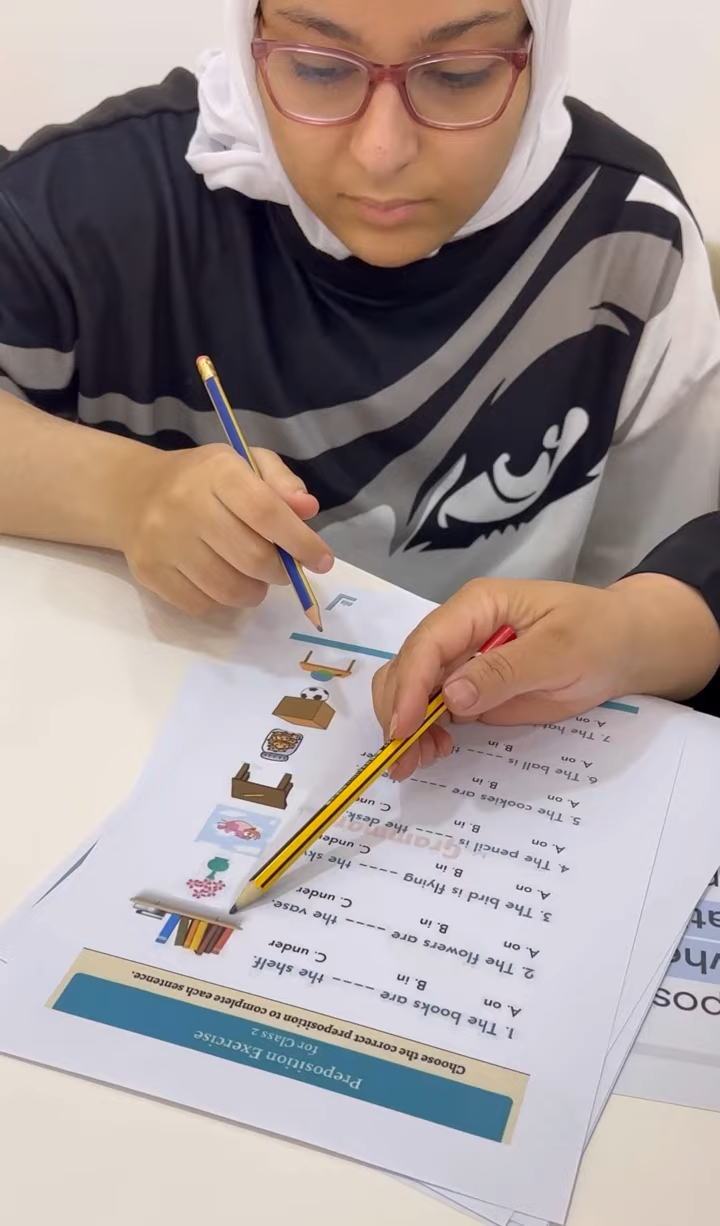 Preposition Exercise
for Class 2
Choose the correct preposition to complete each sentence.
1. The books are ---- the shelf.
A. on B. in C. under
2. The flowers are ---- the vase.
A. on B. in C. under
3. The bird is flying ---- the sky
A. on B. in C. under
4. The pencil is ---- the desk.
A. on B. in C. un
5. The cookies are ----
A. on B. in
6. The ball is ----
A. on B. in
7. The hat
A. on
Grammar